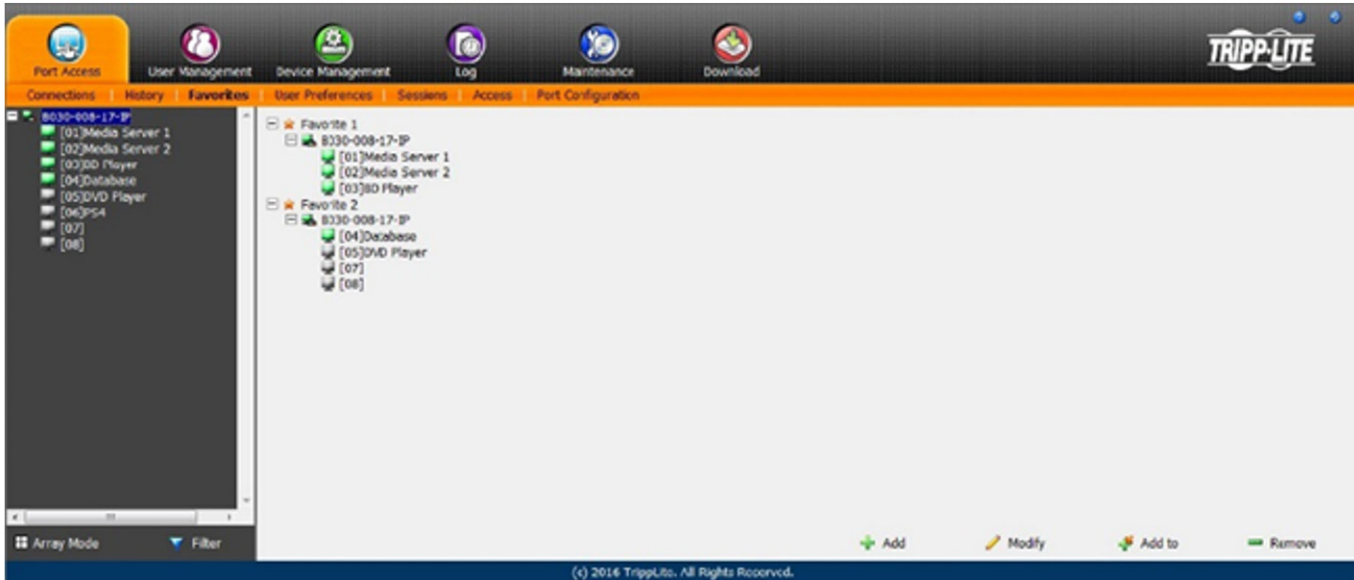 Port Access
User Management
Device Management
Log
Maintenance
Download
TRIPP·LITE
Connections | History | Favorites | User Preferences | Sessions | Access | Port Configuration
B030-008-17-IP
[01]Media Server 1
[02]Media Server 2
[03]BD Player
[04]Database
[05]DVD Player
[06]PS4
[07]
[08]
Favorite 1
B030-008-17-IP
[01]Media Server 1
[02]Media Server 2
[03]BD Player
Favorite 2
B030-008-17-IP
[04]Database
[05]DVD Player
[07]
[08]
Array Mode
Filter
Add
Modify
Add to
Remove
(c) 2016 TrippLite. All Rights Reserved.